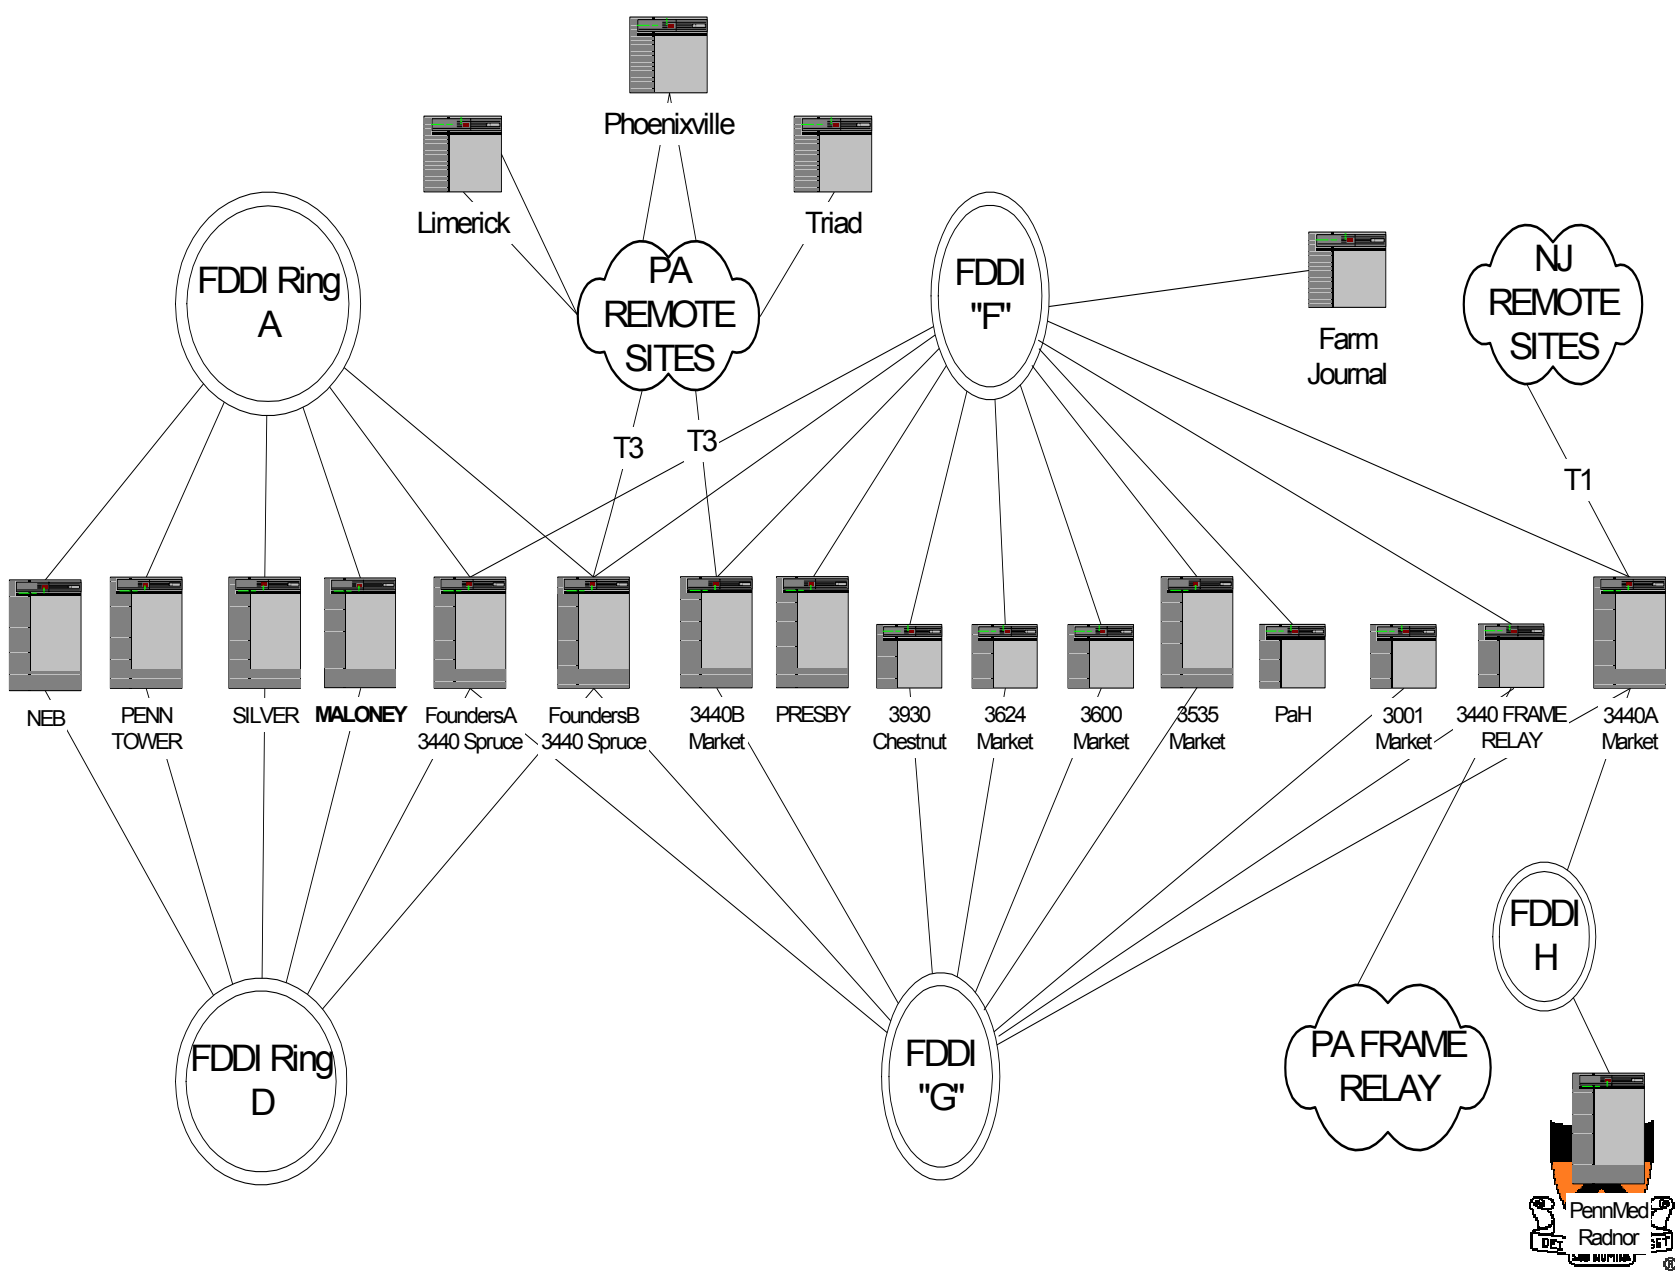 Phoenixville
Limerick
Triad
FDDI Ring
A
PA
REMOTE
SITES
FDDI
"F"
Farm
Journal
NJ
REMOTE
SITES
T3
T3
T1
NEB
PENN
TOWER
SILVER
MALONEY
FoundersA
3440 Spruce
FoundersB
3440 Spruce
3440B
Market
PRESBY
3930
Chestnut
3624
Market
3600
Market
3535
Market
PaH
3001
Market
3440 FRAME
RELAY
3440A
Market
FDDI
H
FDDI Ring
D
FDDI
"G"
PA FRAME
RELAY
PennMed
Radnor